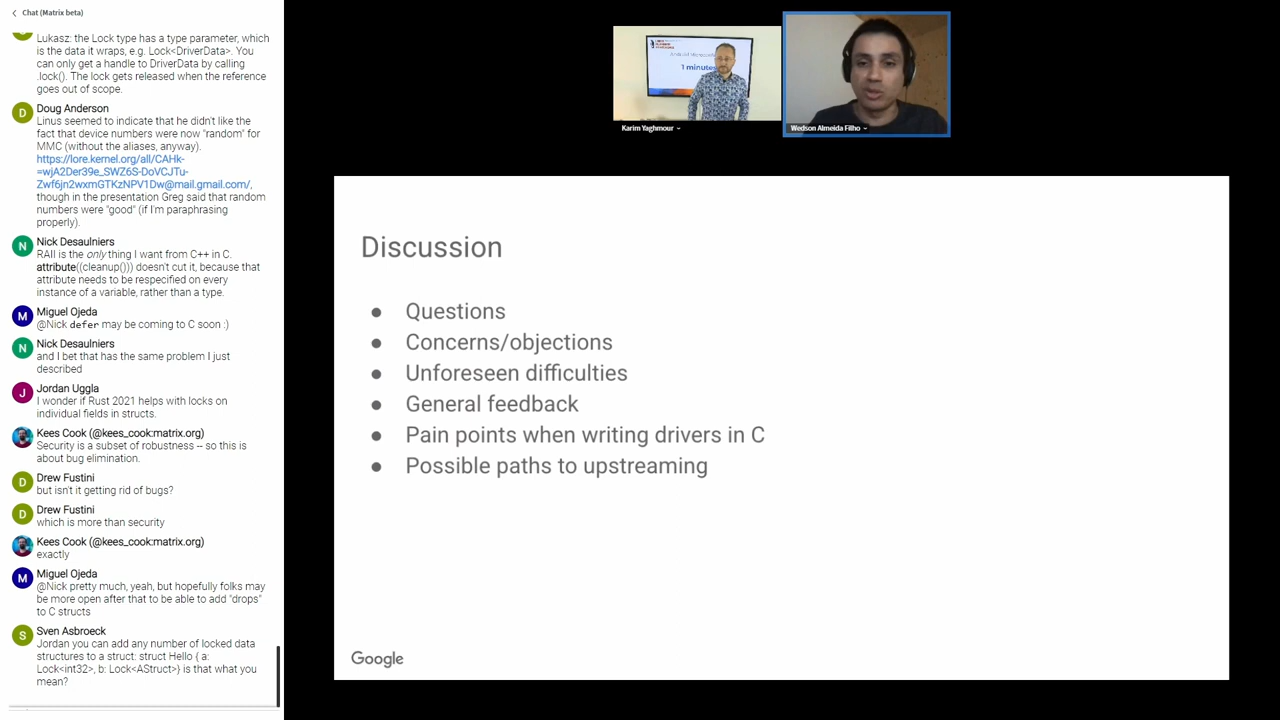 Chat (Matrix beta)
Lukasz: the Lock type has a type parameter, which
is the data it wraps, e.g. Lock<DriverData>. You
can only get a handle to DriverData by calling
.lock(). The lock gets released when the reference
goes out of scope.
D
Doug Anderson
Linus seemed to indicate that he didn't like the
fact that device numbers were now "random" for
MMC (without the aliases, anyway).
https://lore.kernel.org/all/CAHk-
=wjA2Der39e_SWZ6S-DoVCJTu-
Zwf6jn2wxmGTKzNPV1Dw@mail.gmail.com/,
though in the presentation Greg said that random
numbers were "good" (if I'm paraphrasing
properly).
N
Nick Desaulniers
RAII is the only thing I want from C++ in C.
attribute((cleanup())) doesn't cut it, because that
attribute needs to be respecified on every
instance of a variable, rather than a type.
M
Miguel Ojeda
@Nick defer may be coming to C soon :)
N
Nick Desaulniers
and I bet that has the same problem I just
described
J
Jordan Uggla
I wonder if Rust 2021 helps with locks on
individual fields in structs.
Kees Cook (@kees_cook:matrix.org)
Security is a subset of robustness -- so this is
about bug elimination.
D
Drew Fustini
but isn't it getting rid of bugs?
D
Drew Fustini
which is more than security
Kees Cook (@kees_cook:matrix.org)
exactly
M
Miguel Ojeda
@Nick pretty much, yeah, but hopefully folks may
be more open after that to be able to add "drops"
to C structs
S
Sven Asbroeck
Jordan you can add any number of locked data
structures to a struct: struct Hello { a:
Lock<int32>, b: Lock<AStruct>} is that what you
mean?
1 minute
Karim Yaghmour
Wedson Almeida Filho
Discussion
● Questions
● Concerns/objections
● Unforeseen difficulties
● General feedback
● Pain points when writing drivers in C
● Possible paths to upstreaming
Google